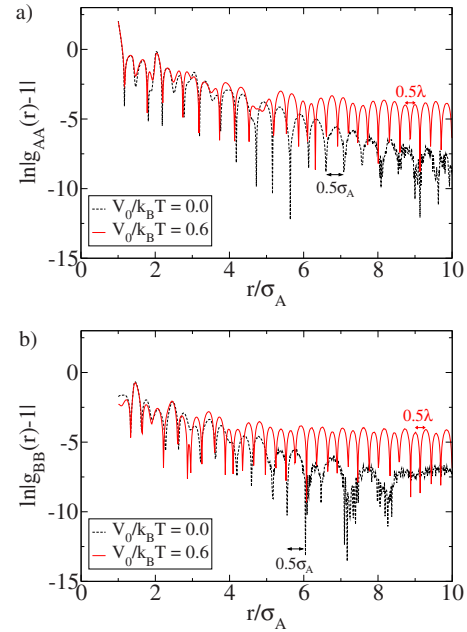 a)
0
-5
-10
-15
ln|g_AA(r)-1|
0.5λ
0.5σ_A
V_0/k_BT = 0.0
V_0/k_BT = 0.6
0 2 4 6 8 10
r/σ_A
b)
0
-5
-10
-15
ln|g_BB(r)-1|
0.5λ
0.5σ_A
V_0/k_BT = 0.0
V_0/k_BT = 0.6
0 2 4 6 8 10
r/σ_A